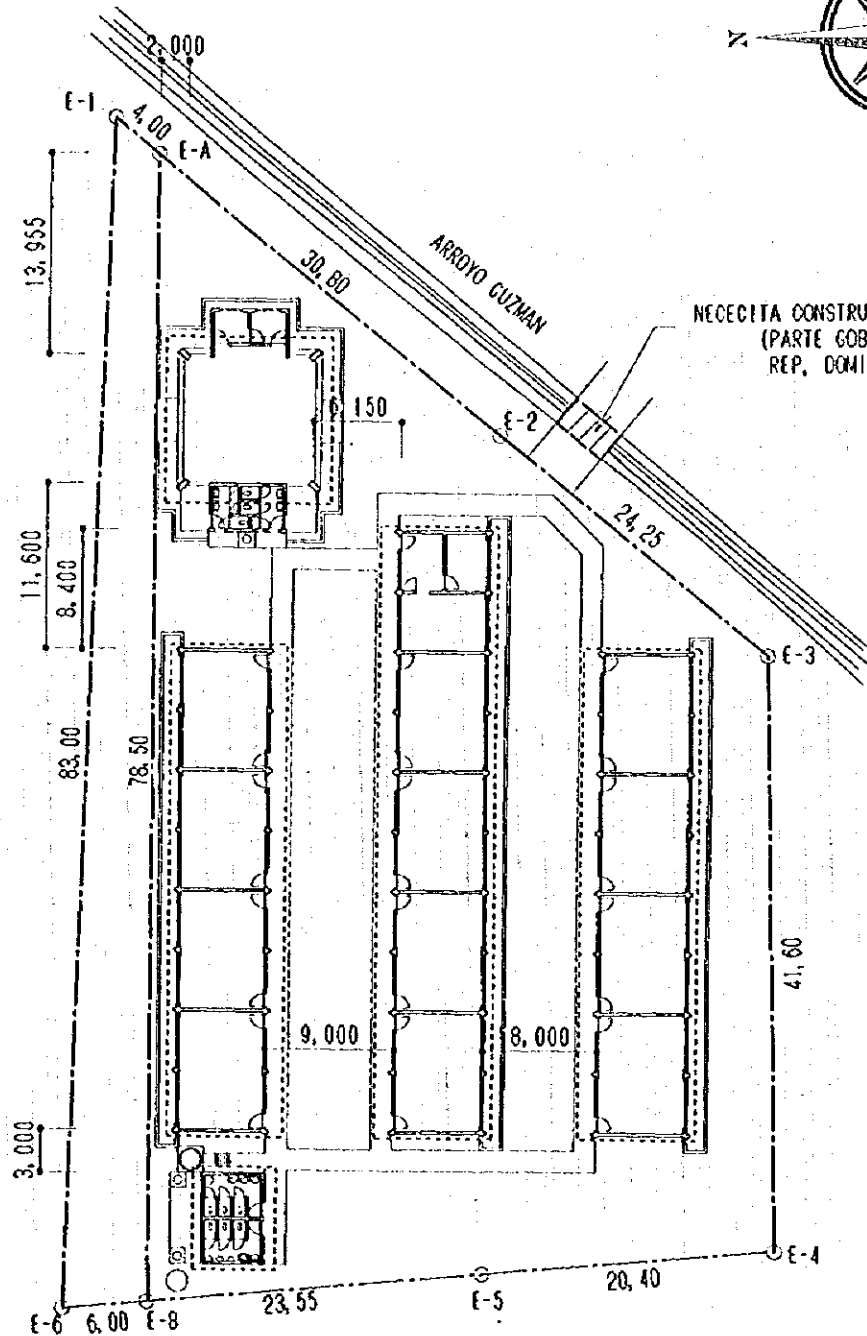 2,000
N
E-1
4,00
E-A
13,955
30,80
ARROYO GUZMAN
NECECITA CONSTRU
(PARTE GOB
REP. DOMI
150
E-2
24,25
11,600
8,400
E-3
83,00
78,50
41,60
9,000
8,000
3,000
E-4
E-5
20,40
23,55
E-6
6,00
E-8